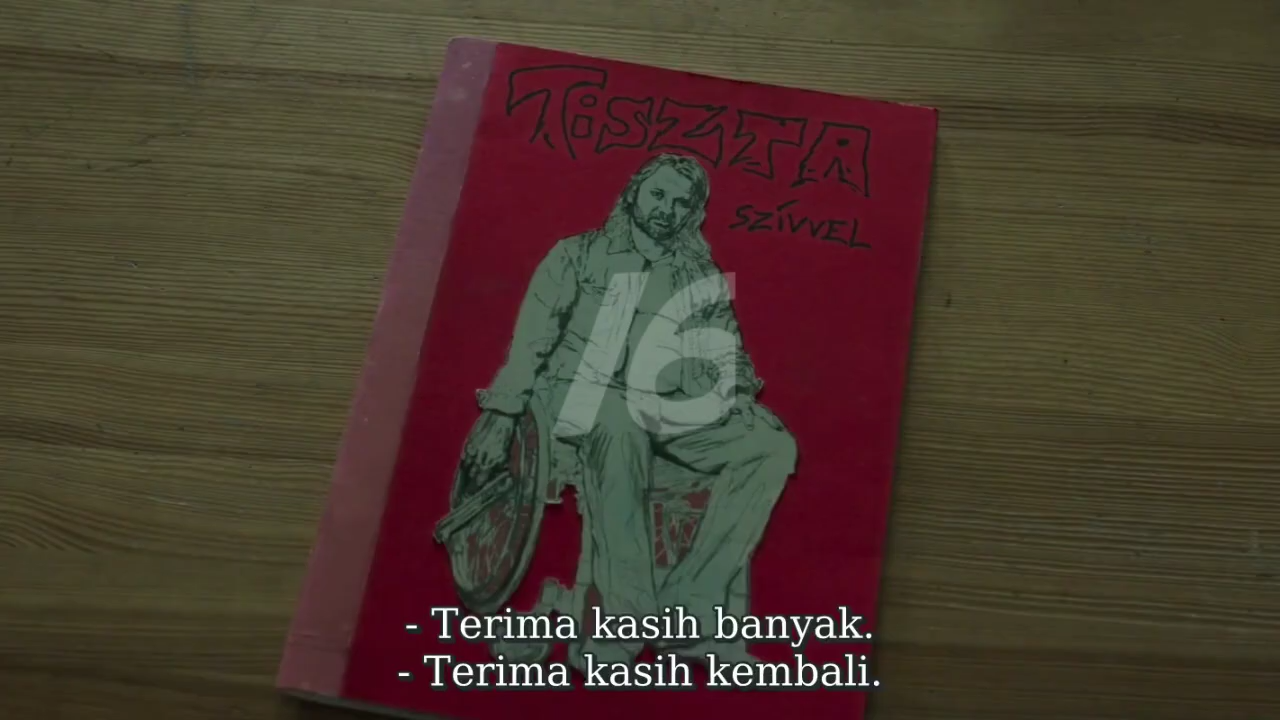 TiSZTA
SZÍVVEL
16
- Terima kasih banyak.
- Terima kasih kembali.